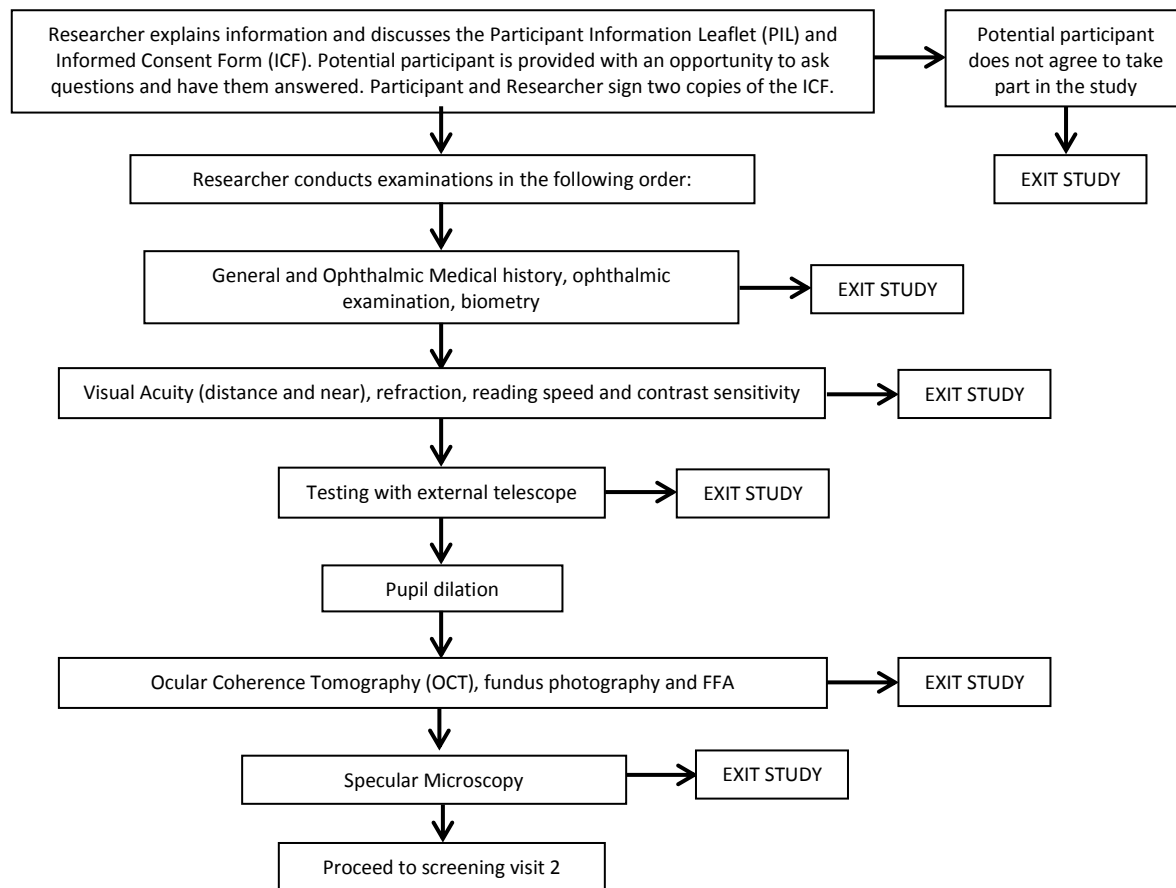 Researcher explains information and discusses the Participant Information Leaflet (PIL) and
Informed Consent Form (ICF). Potential participant is provided with an opportunity to ask
questions and have them answered. Participant and Researcher sign two copies of the ICF.
Potential participant
does not agree to take
part in the study
Researcher conducts examinations in the following order:
EXIT STUDY
General and Ophthalmic Medical history, ophthalmic
examination, biometry
EXIT STUDY
Visual Acuity (distance and near), refraction, reading speed and contrast sensitivity
EXIT STUDY
Testing with external telescope
EXIT STUDY
Pupil dilation
Ocular Coherence Tomography (OCT), fundus photography and FFA
EXIT STUDY
Specular Microscopy
EXIT STUDY
Proceed to screening visit 2